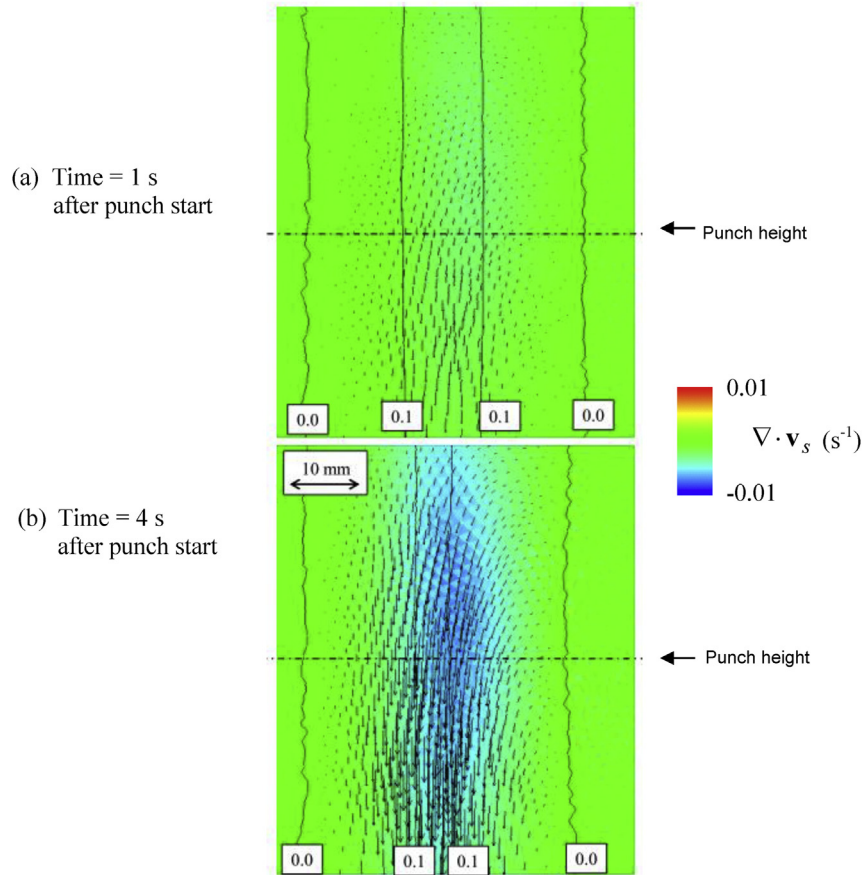 (a) Time = 1 s
after punch start
Punch height
0.0
0.1
0.1
0.0
0.01
∇· v_s (s⁻¹)
-0.01
10 mm
(b) Time = 4 s
after punch start
Punch height
0.0
0.1
0.1
0.0